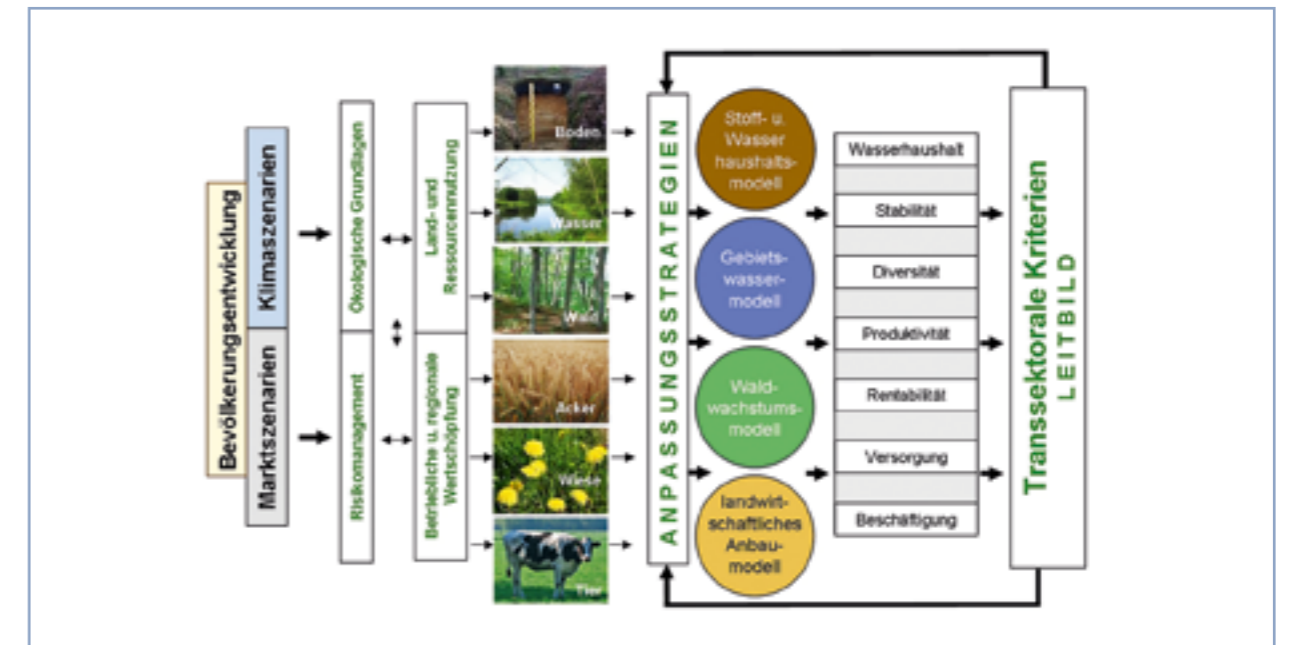 Bevölkerungsentwicklung
Klimaszenarien
Marktszenarien
Ökologische Grundlagen
Risikomanagement
Land- und
Ressourcennutzung
Betriebliche u. regionale
Wertschöpfung
Boden
Wasser
Wald
Acker
Wiese
Tier
ANPASSUNGSSTRATEGIEN
Stoff- u.
Wasser
haushalts-
modell
Gebiets-
wasser-
modell
Wald-
wachstums-
modell
landwirt-
schaftliches
Anbau-
modell
Wasserhaushalt
Stabilität
Diversität
Produktivität
Rentabilität
Versorgung
Beschäftigung
Transsektorale Kriterien
LEITBILD